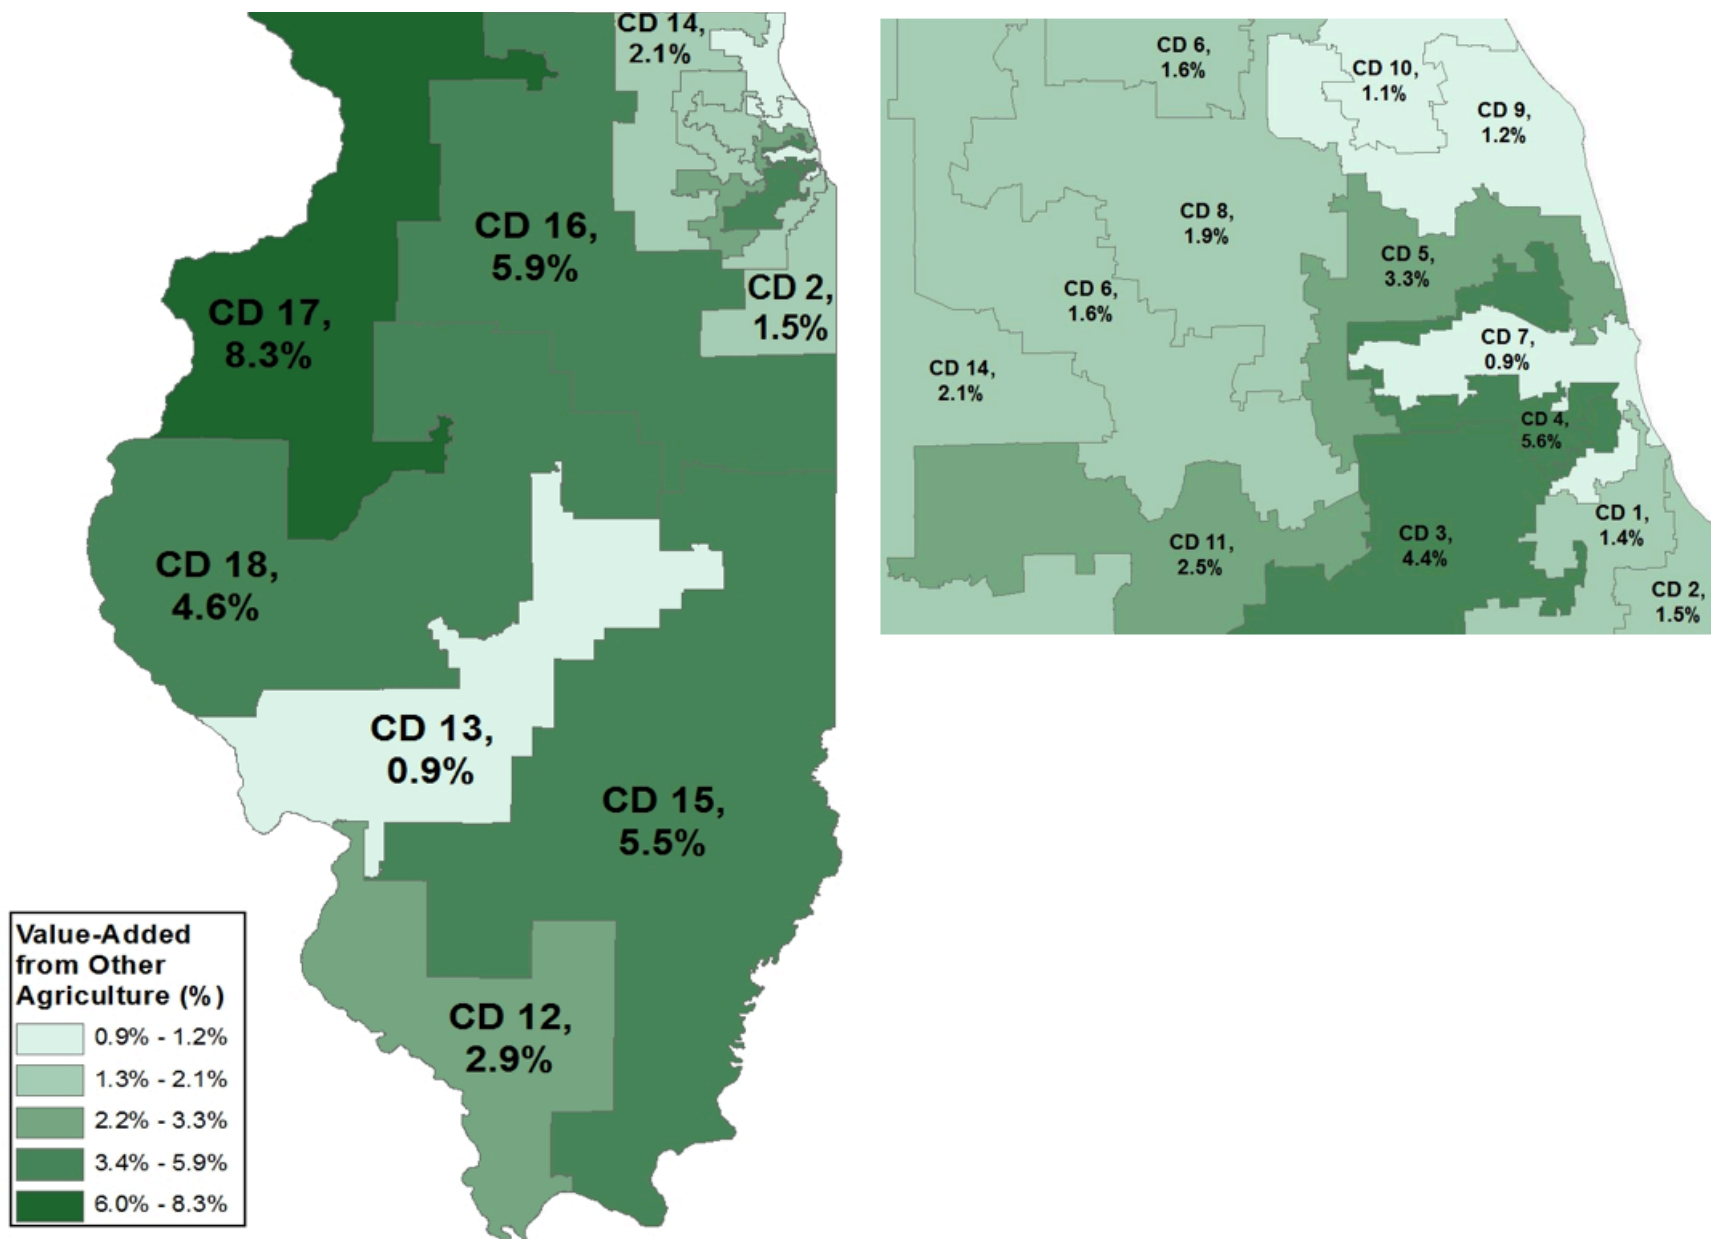 CD 14,
2.1%
CD 16,
5.9%
CD 2,
1.5%
CD 17,
8.3%
CD 18,
4.6%
CD 13,
0.9%
CD 15,
5.5%
CD 12,
2.9%
Value-Added
from Other
Agriculture (%)
0.9% - 1.2%
1.3% - 2.1%
2.2% - 3.3%
3.4% - 5.9%
6.0% - 8.3%
CD 6,
1.6%
CD 10,
1.1%
CD 9,
1.2%
CD 8,
1.9%
CD 5,
3.3%
CD 6,
1.6%
CD 7,
0.9%
CD 14,
2.1%
CD 4,
5.6%
CD 1,
1.4%
CD 11,
2.5%
CD 3,
4.4%
CD 2,
1.5%